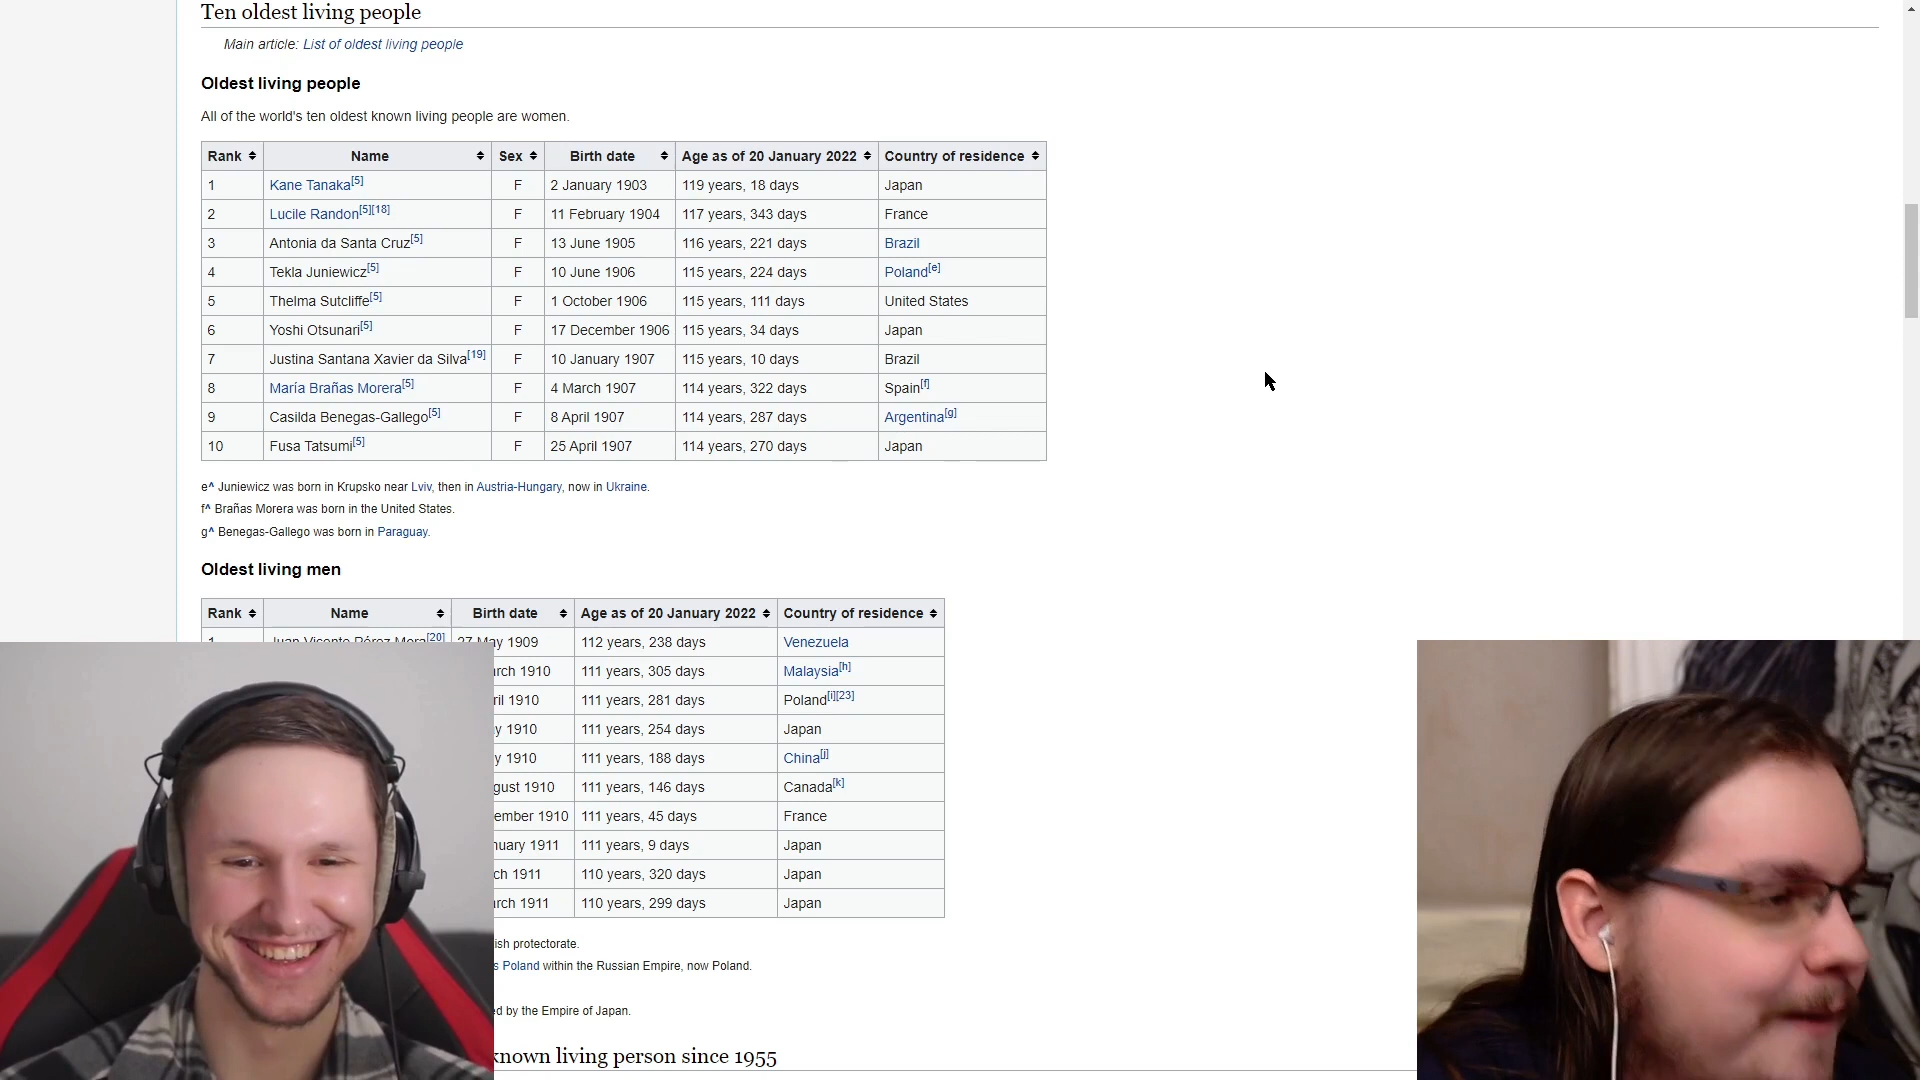 Ten oldest living people
Main article: List of oldest living people
Oldest living people
All of the world's ten oldest known living people are women.
Rank Name Sex Birth date Age as of 20 January 2022 Country of residence
1 Kane Tanaka[5] F 2 January 1903 119 years, 18 days Japan
2 Lucile Randon[5][18] F 11 February 1904 117 years, 343 days France
3 Antonia da Santa Cruz[5] F 13 June 1905 116 years, 221 days Brazil
4 Tekla Juniewicz[5] F 10 June 1906 115 years, 224 days Poland[e]
5 Thelma Sutcliffe[5] F 1 October 1906 115 years, 111 days United States
6 Yoshi Otsunari[5] F 17 December 1906 115 years, 34 days Japan
7 Justina Santana Xavier da Silva[19] F 10 January 1907 115 years, 10 days Brazil
8 María Brañas Morera[5] F 4 March 1907 114 years, 322 days Spain[f]
9 Casilda Benegas-Gallego[5] F 8 April 1907 114 years, 287 days Argentina[g]
10 Fusa Tatsumi[5] F 25 April 1907 114 years, 270 days Japan
e^ Juniewicz was born in Krupsko near Lviv, then in Austria-Hungary, now in Ukraine.
f^ Brañas Morera was born in the United States.
g^ Benegas-Gallego was born in Paraguay.
Oldest living men
Rank Name Birth date Age as of 20 January 2022 Country of residence
1 Juan Vicente Pérez Mora[20] 27 May 1909 112 years, 238 days Venezuela
rch 1910 111 years, 305 days Malaysia[h]
ril 1910 111 years, 281 days Poland[i][23]
y 1910 111 years, 254 days Japan
y 1910 111 years, 188 days China[j]
gust 1910 111 years, 146 days Canada[k]
ember 1910 111 years, 45 days France
nuary 1911 111 years, 9 days Japan
ch 1911 110 years, 320 days Japan
rch 1911 110 years, 299 days Japan
ish protectorate.
s Poland within the Russian Empire, now Poland.
ed by the Empire of Japan.
known living person since 1955